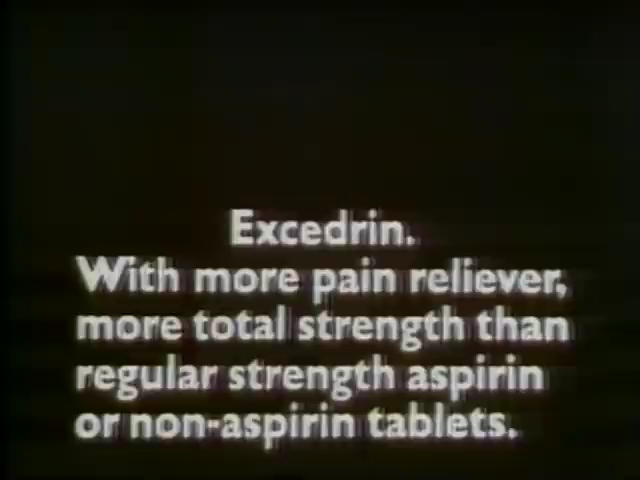 Excedrin.
With more pain reliever,
more total strength than
regular strength aspirin
or non-aspirin tablets.